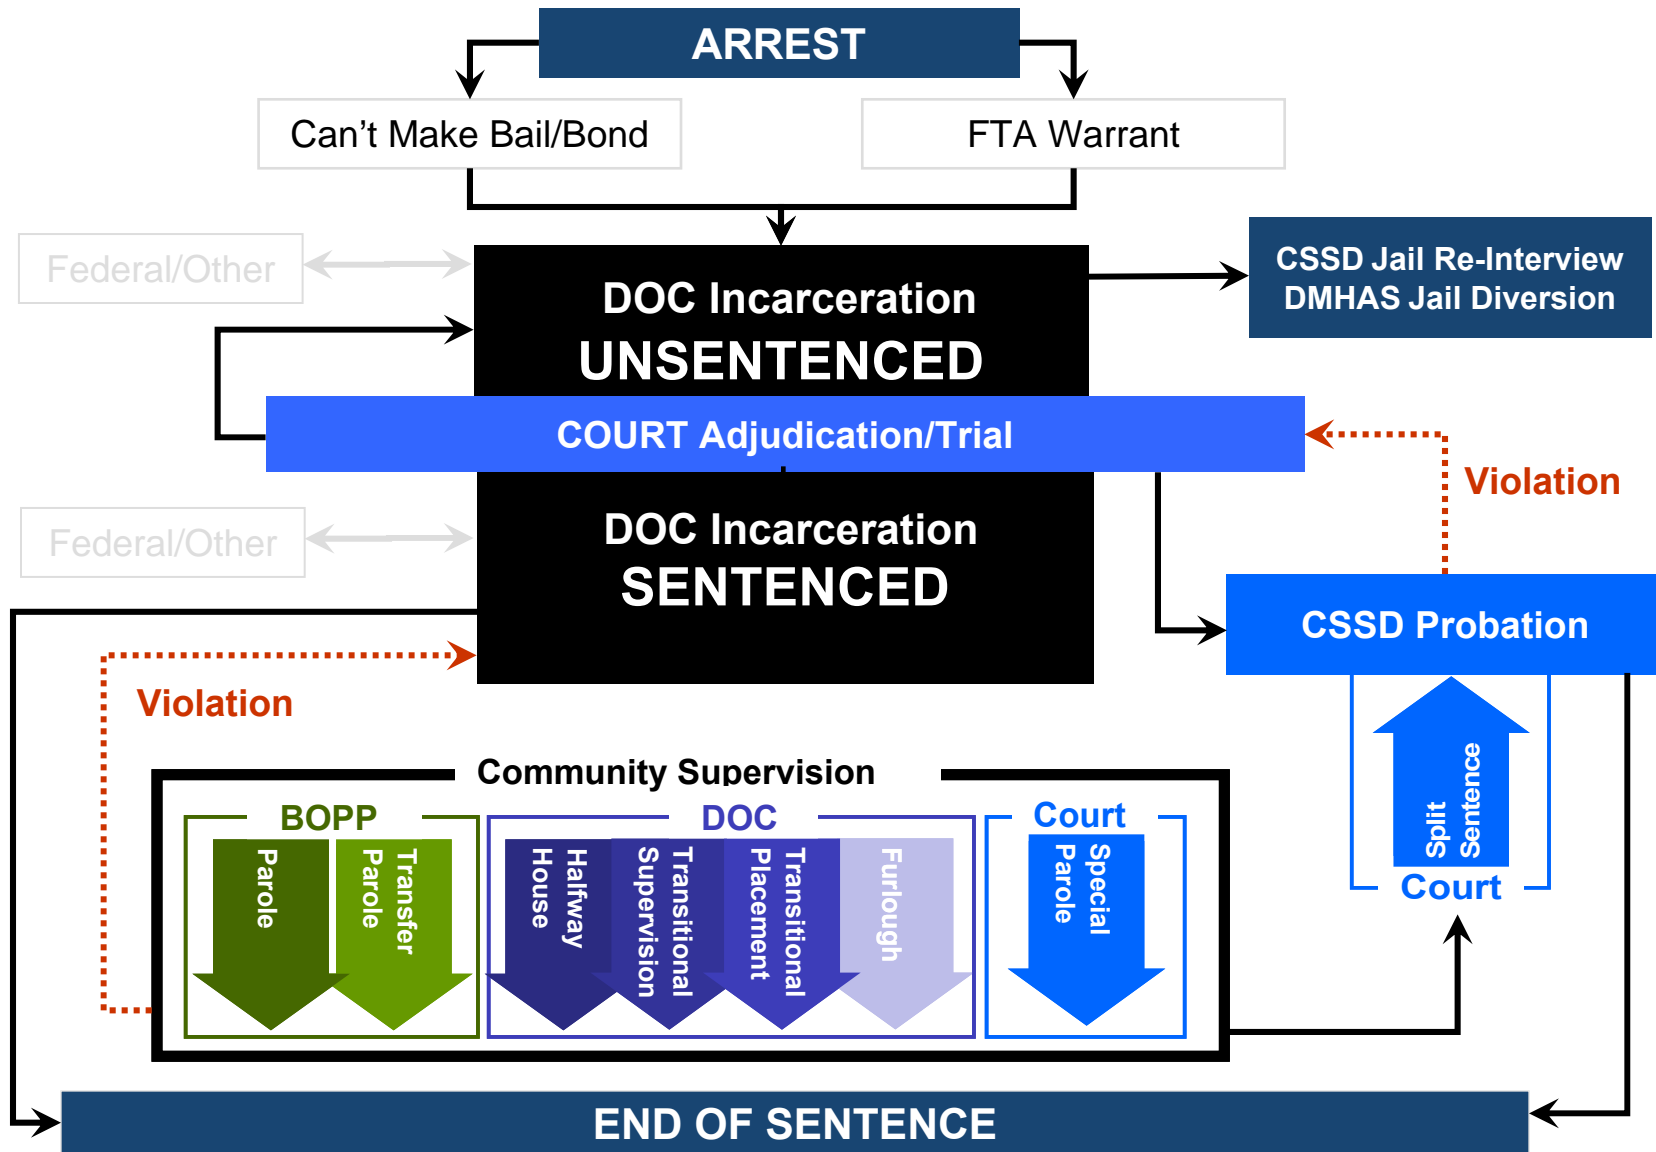 ARREST
Can't Make Bail/Bond
FTA Warrant
Federal/Other
DOC Incarceration
UNSENTENCED
CSSD Jail Re-Interview
DMHAS Jail Diversion
COURT Adjudication/Trial
Violation
Federal/Other
DOC Incarceration
SENTENCED
CSSD Probation
Violation
Split
Sentence
Court
Community Supervision
BOPP
Parole
Transfer
Parole
DOC
Halfway
House
Transitional
Supervision
Transitional
Placement
Furlough
Court
Special
Parole
END OF SENTENCE